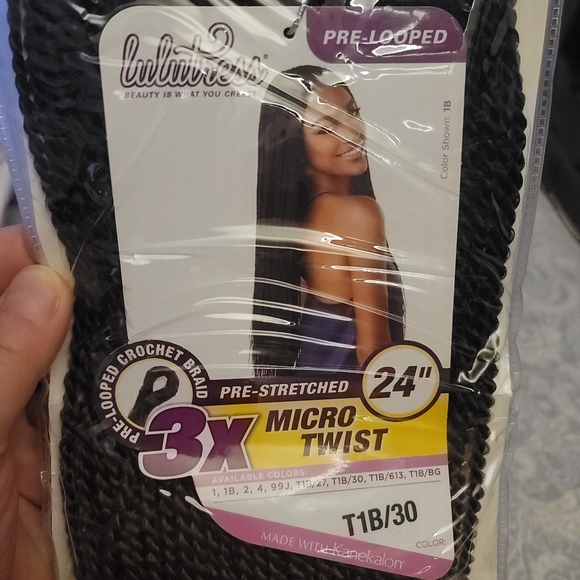 PRE-LOOPED
lulutress®
BEAUTY IS WHAT YOU CREATE
Color Shown: 1B
PRE-LOOPED CROCHET BRAID
PRE-STRETCHED
24"
3X
MICRO
TWIST
AVAILABLE COLORS:
1, 1B, 2, 4, 99J, T1B/27, T1B/30, T1B/613, T1B/BG
T1B/30
COLOR:
MADE WITH Kanekalon